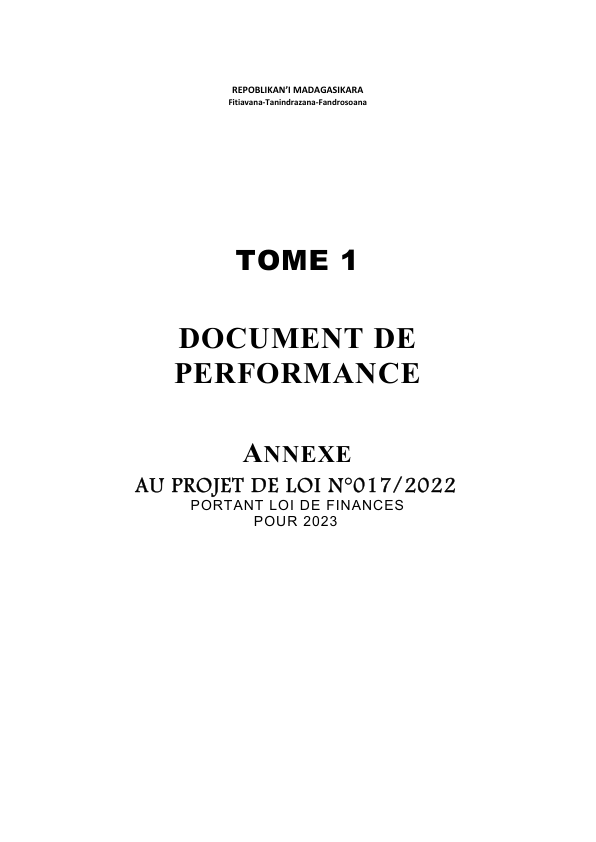 REPOBLIKAN'I MADAGASIKARA
Fitiavana-Tanindrazana-Fandrosoana
TOME 1
DOCUMENT DE
PERFORMANCE
ANNEXE
AU PROJET DE LOI N°017/2022
PORTANT LOI DE FINANCES
POUR 2023